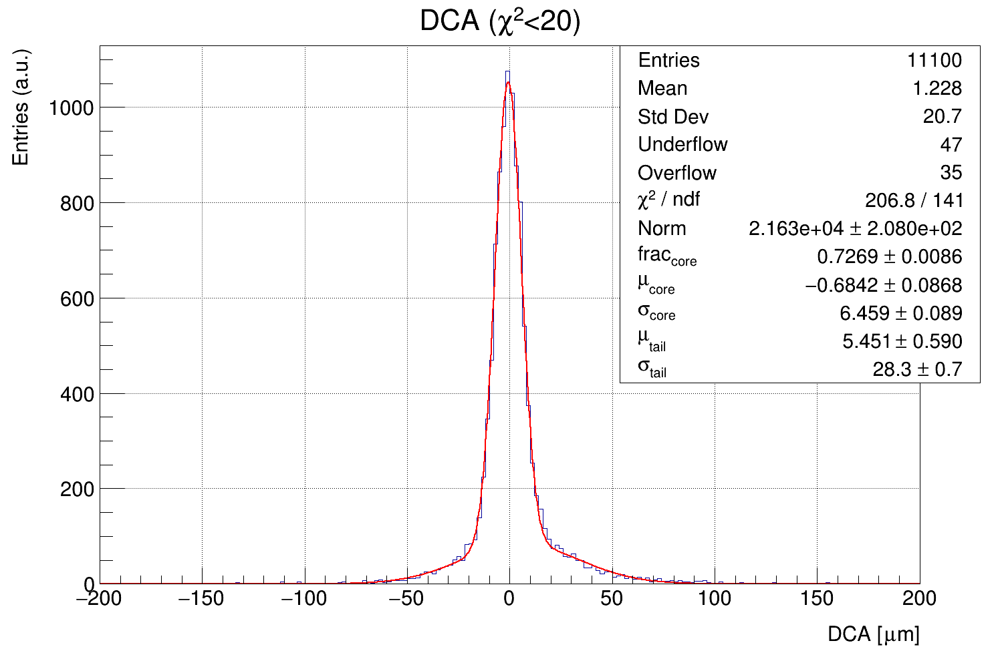 DCA (χ²<20)
Entries (a.u.)
Entries 11100
Mean 1.228
Std Dev 20.7
Underflow 47
Overflow 35
χ² / ndf 206.8 / 141
Norm 2.163e+04 ± 2.080e+02
frac_core 0.7269 ± 0.0086
μ_core −0.6842 ± 0.0868
σ_core 6.459 ± 0.089
μ_tail 5.451 ± 0.590
σ_tail 28.3 ± 0.7
1000
800
600
400
200
0
−200 −150 −100 −50 0 50 100 150 200
DCA [μm]